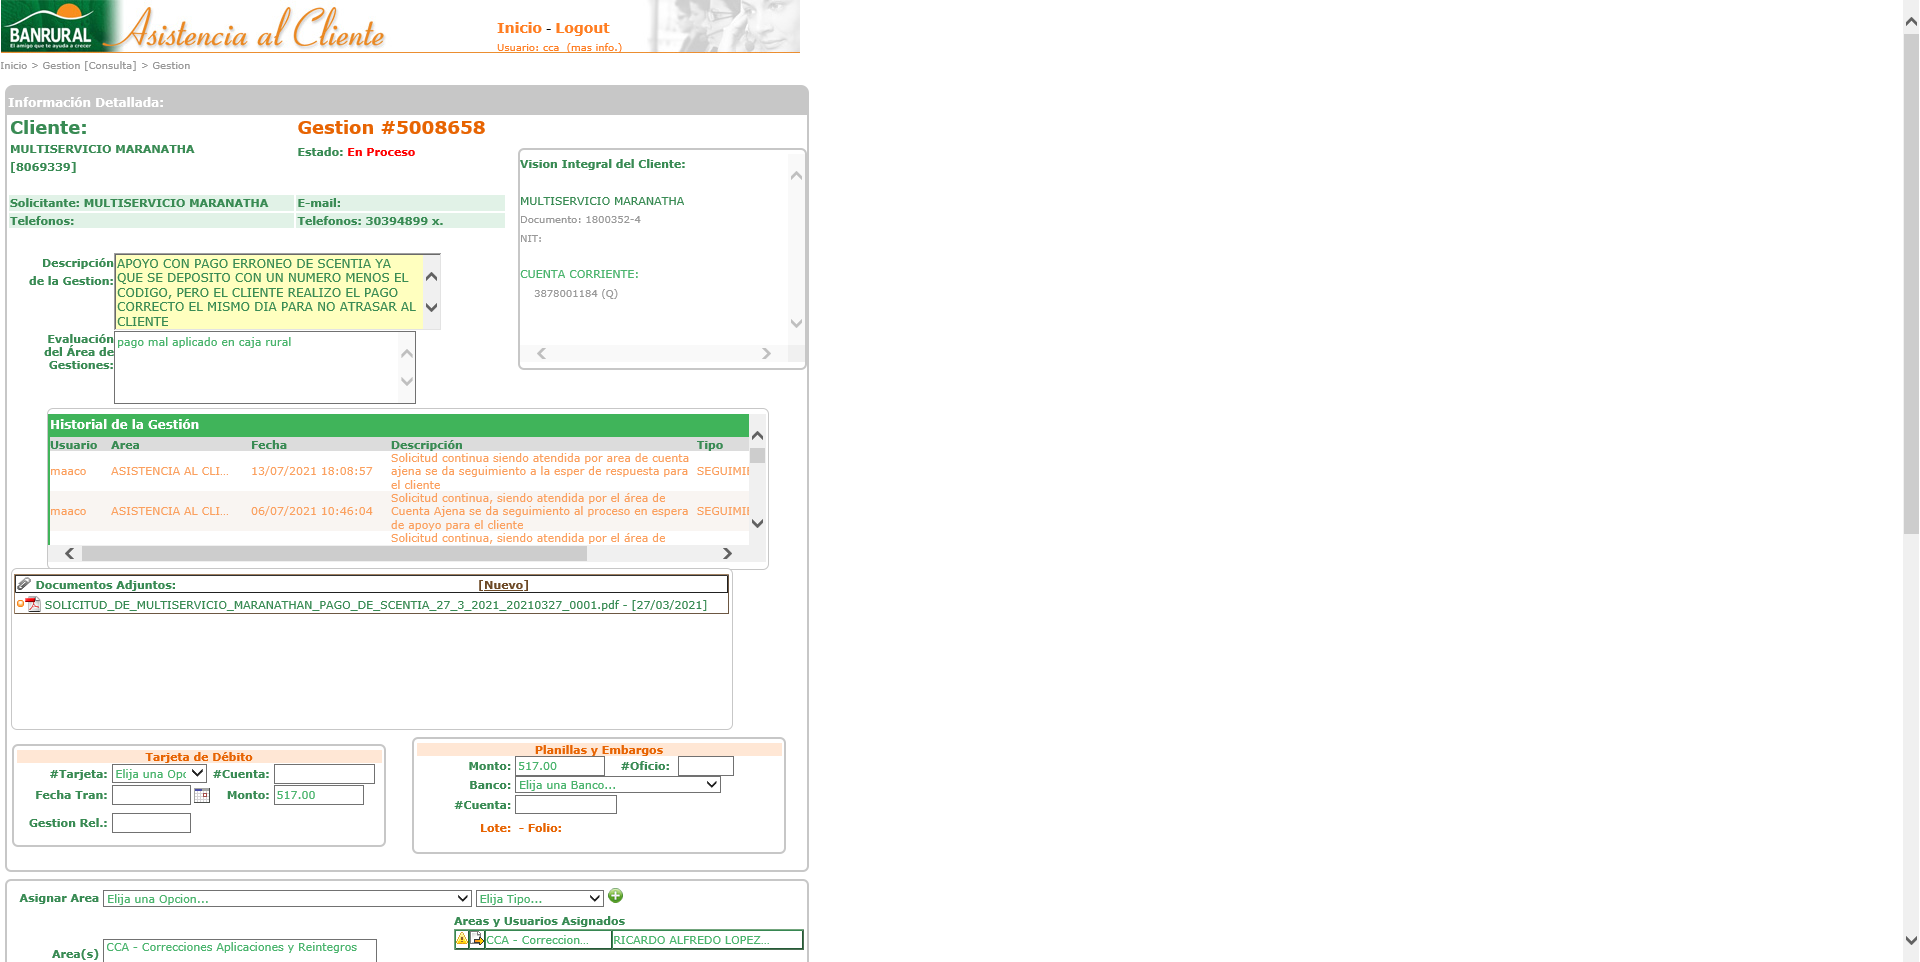 BANRURAL
El amigo que te ayuda a crecer
Asistencia al Cliente
Inicio - Logout
Usuario: cca (mas info.)
Inicio > Gestion [Consulta] > Gestion
Información Detallada:
Cliente:
Gestion #5008658
MULTISERVICIO MARANATHA
[8069339]
Estado: En Proceso
Solicitante: MULTISERVICIO MARANATHA
E-mail:
Telefonos:
Telefonos: 30394899 x.
Vision Integral del Cliente:
MULTISERVICIO MARANATHA
Documento: 1800352-4
NIT:
CUENTA CORRIENTE:
3878001184 (Q)
Descripción
de la Gestion:
APOYO CON PAGO ERRONEO DE SCENTIA YA
QUE SE DEPOSITO CON UN NUMERO MENOS EL
CODIGO, PERO EL CLIENTE REALIZO EL PAGO
CORRECTO EL MISMO DIA PARA NO ATRASAR AL
CLIENTE
Evaluación
del Área de
Gestiones:
pago mal aplicado en caja rural
Historial de la Gestión
Usuario Area Fecha Descripción Tipo
maaco ASISTENCIA AL CLI... 13/07/2021 18:08:57
Solicitud continua siendo atendida por area de cuenta
ajena se da seguimiento a la esper de respuesta para
el cliente
SEGUIMIE
maaco ASISTENCIA AL CLI... 06/07/2021 10:46:04
Solicitud continua, siendo atendida por el área de
Cuenta Ajena se da seguimiento al proceso en espera
de apoyo para el cliente
SEGUIMIE
Solicitud continua, siendo atendida por el área de
Documentos Adjuntos:
[Nuevo]
SOLICITUD_DE_MULTISERVICIO_MARANATHAN_PAGO_DE_SCENTIA_27_3_2021_20210327_0001.pdf - [27/03/2021]
Tarjeta de Débito
#Tarjeta: Elija una Opc #Cuenta:
Fecha Tran: Monto: 517.00
Gestion Rel.:
Planillas y Embargos
Monto: 517.00 #Oficio:
Banco: Elija una Banco...
#Cuenta:
Lote: - Folio:
Asignar Area Elija una Opcion... Elija Tipo...
Areas y Usuarios Asignados
CCA - Correccion... RICARDO ALFREDO LOPEZ...
Area(s)
CCA - Correcciones Aplicaciones y Reintegros